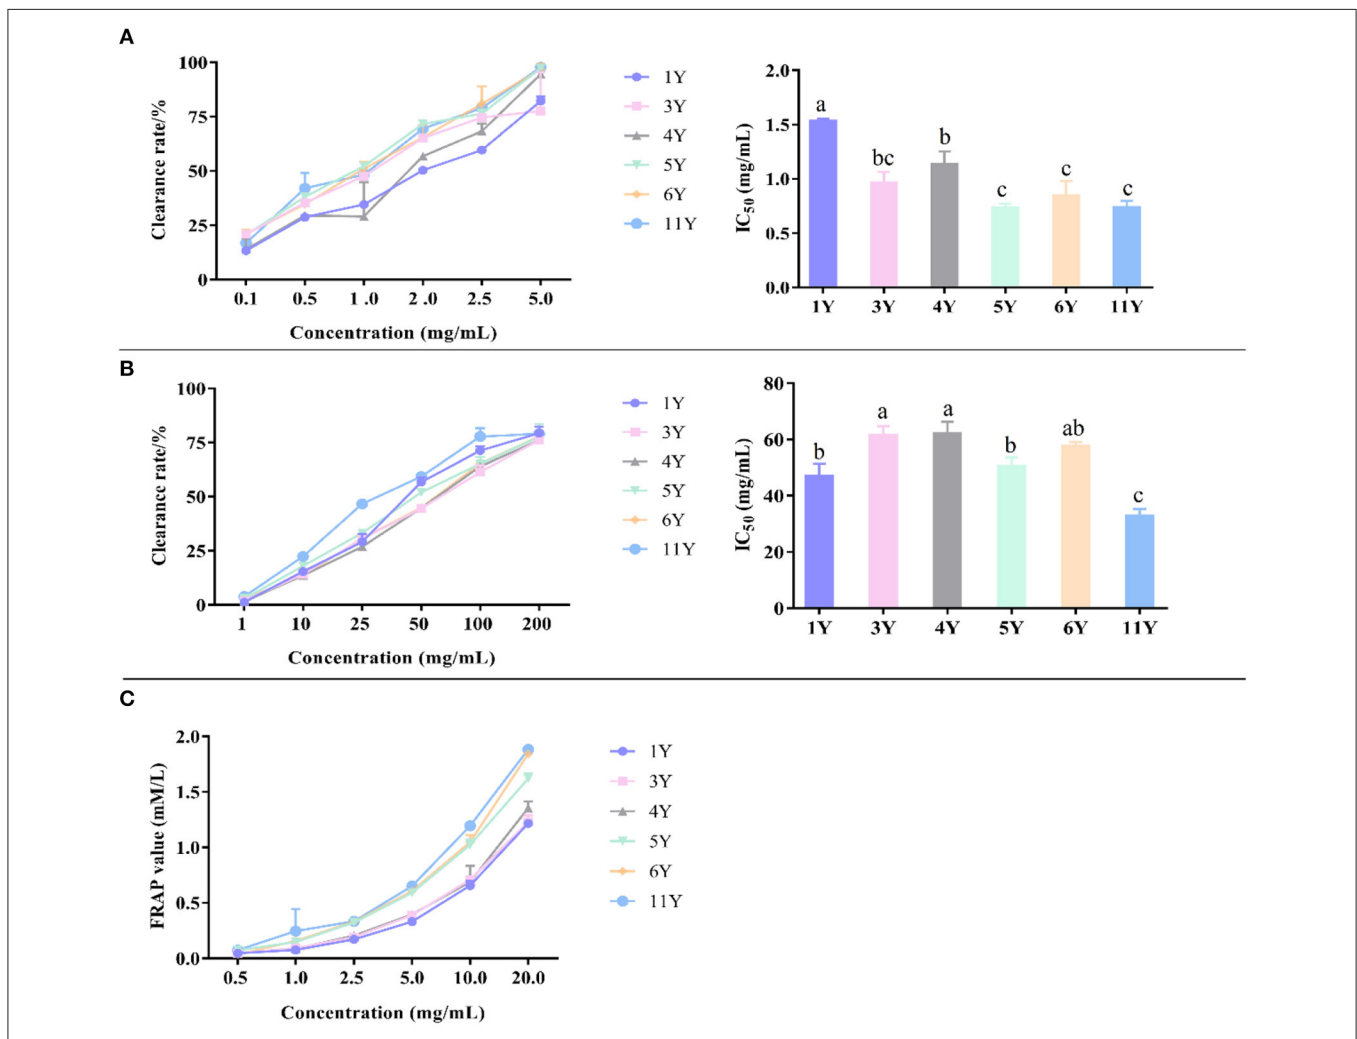 A
Clearance rate/%
100
75
50
25
0
0.1 0.5 1.0 2.0 2.5 5.0
Concentration (mg/mL)
1Y
3Y
4Y
5Y
6Y
11Y
IC50 (mg/mL)
2.0
1.5
1.0
0.5
0.0
a bc b c c c
1Y 3Y 4Y 5Y 6Y 11Y
B
Clearance rate/%
100
75
50
25
0
1 10 25 50 100 200
Concentration (mg/mL)
1Y
3Y
4Y
5Y
6Y
11Y
IC50 (mg/mL)
80
60
40
20
0
b a a b ab c
1Y 3Y 4Y 5Y 6Y 11Y
C
FRAP value (mM/L)
2.0
1.5
1.0
0.5
0.0
0.5 1.0 2.5 5.0 10.0 20.0
Concentration (mg/mL)
1Y
3Y
4Y
5Y
6Y
11Y